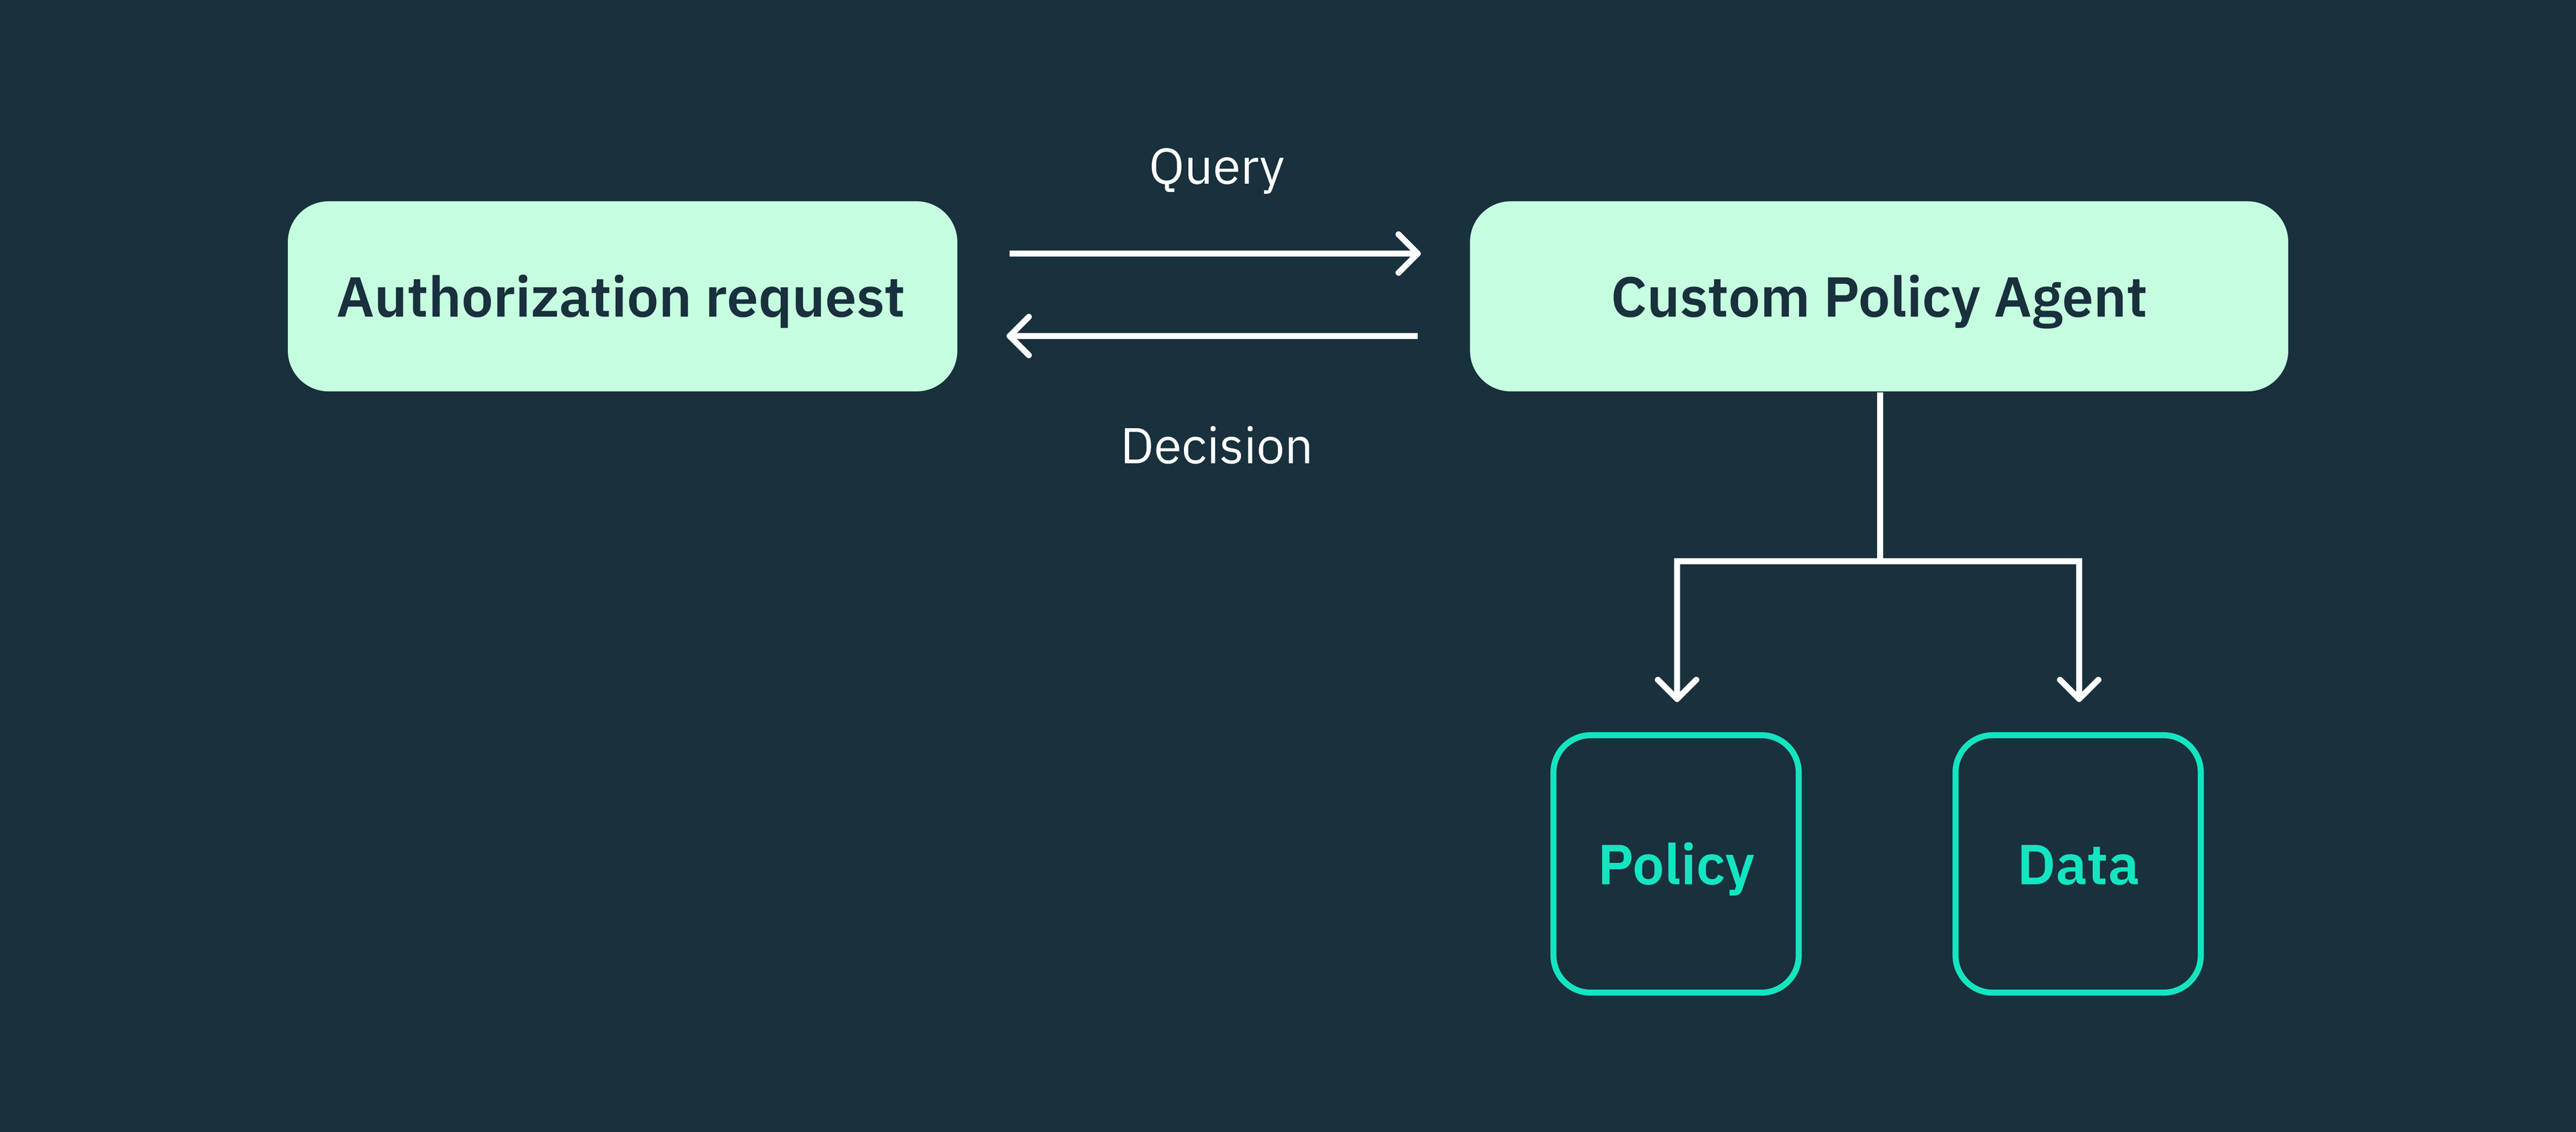 Query
Authorization request
Custom Policy Agent
Decision
Policy
Data